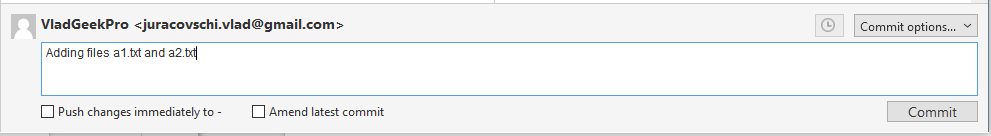 VladGeekPro <juracovschi.vlad@gmail.com>
Commit options...
Adding files a1.txt and a2.txt
Push changes immediately to -
Amend latest commit
Commit